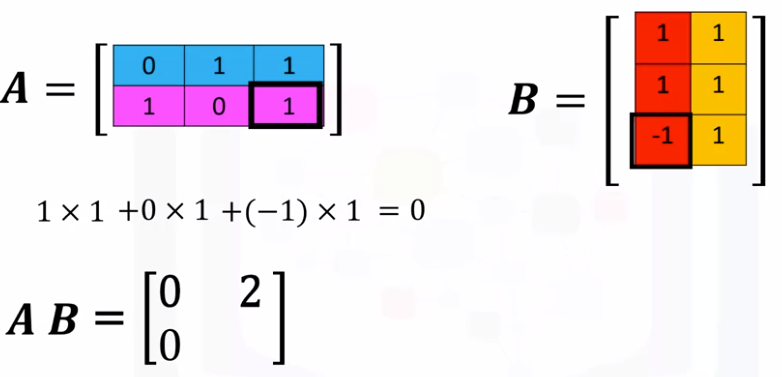 A = [ 0 1 1
1 0 1 ]
B = [ 1 1
1 1
-1 1 ]
1 × 1 +0 × 1 +(−1) × 1 = 0
A B = [ 0 2
0 ]